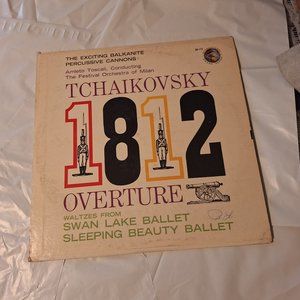 THE EXCITING BALKANITE
PERCUSSIVE CANNONS
Arrleto Toscali, Conducting
The Festival Orchestra of Milan
TCHAIKOVSKY
1812
OVERTURE
WALTZES FROM
SWAN LAKE BALLET
SLEEPING BEAUTY BALLET